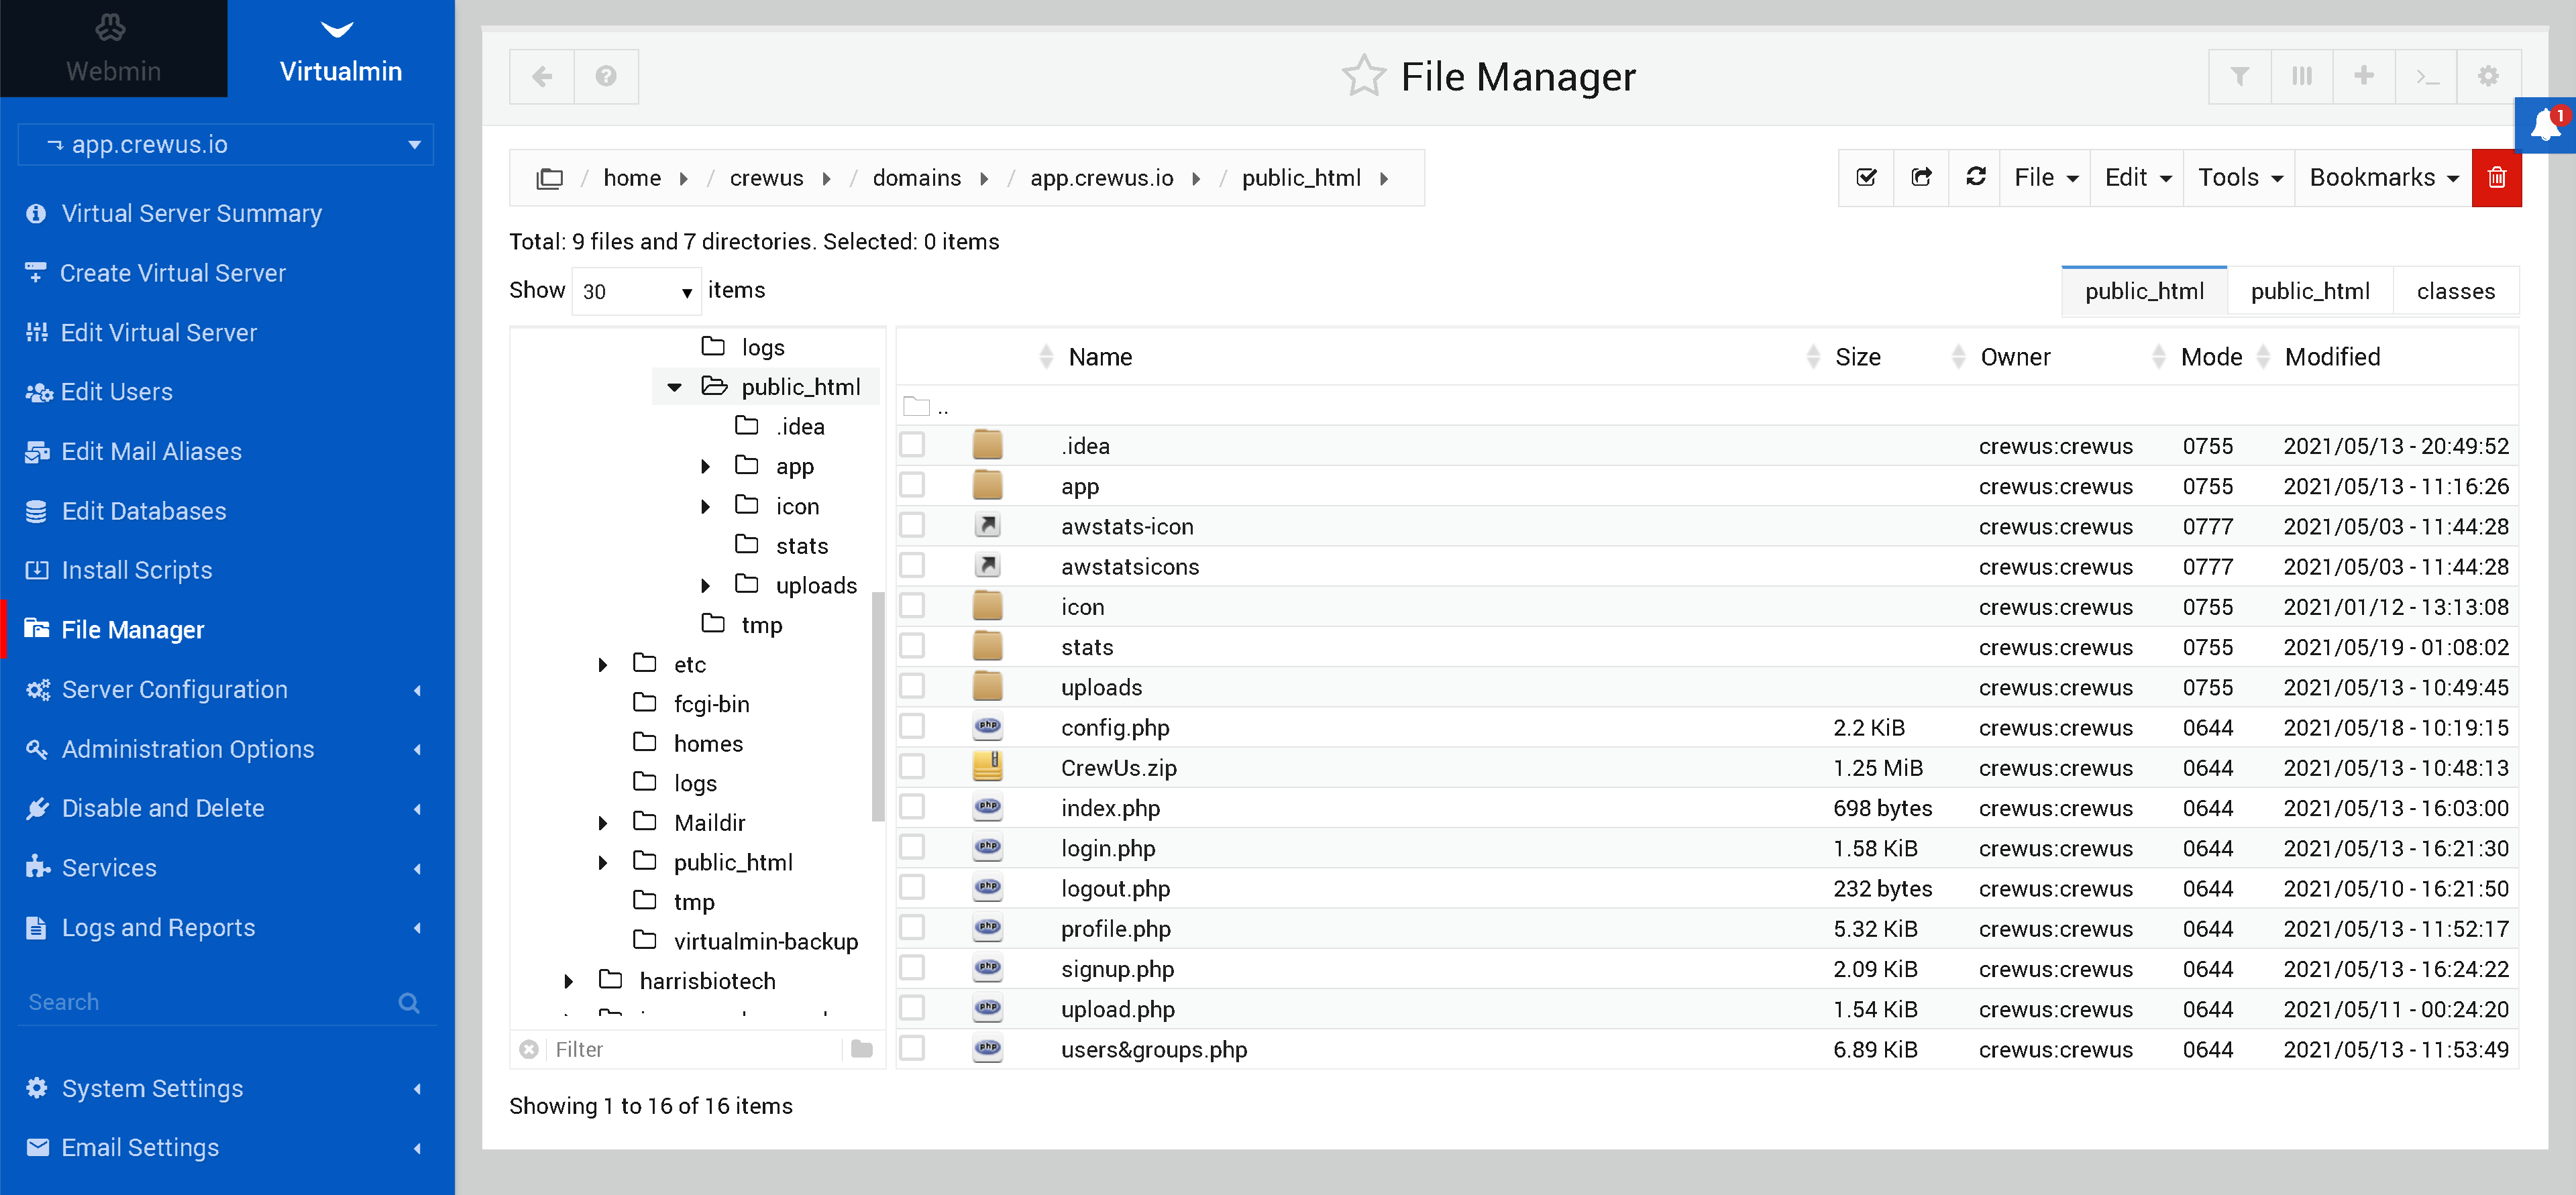 Webmin
Virtualmin
app.crewus.io
Virtual Server Summary
Create Virtual Server
Edit Virtual Server
Edit Users
Edit Mail Aliases
Edit Databases
Install Scripts
File Manager
Server Configuration
Administration Options
Disable and Delete
Services
Logs and Reports
Search
System Settings
Email Settings
File Manager
1
/ home / crewus / domains / app.crewus.io / public_html
File Edit Tools Bookmarks
Total: 9 files and 7 directories. Selected: 0 items
Show 30 items
public_html public_html classes
logs
public_html
.idea
app
icon
stats
uploads
tmp
etc
fcgi-bin
homes
logs
Maildir
public_html
tmp
virtualmin-backup
harrisbiotech
Filter
Name Size Owner Mode Modified
..
.idea crewus:crewus 0755 2021/05/13 - 20:49:52
app crewus:crewus 0755 2021/05/13 - 11:16:26
awstats-icon crewus:crewus 0777 2021/05/03 - 11:44:28
awstatsicons crewus:crewus 0777 2021/05/03 - 11:44:28
icon crewus:crewus 0755 2021/01/12 - 13:13:08
stats crewus:crewus 0755 2021/05/19 - 01:08:02
uploads crewus:crewus 0755 2021/05/13 - 10:49:45
php config.php 2.2 KiB crewus:crewus 0644 2021/05/18 - 10:19:15
CrewUs.zip 1.25 MiB crewus:crewus 0644 2021/05/13 - 10:48:13
php index.php 698 bytes crewus:crewus 0644 2021/05/13 - 16:03:00
php login.php 1.58 KiB crewus:crewus 0644 2021/05/13 - 16:21:30
php logout.php 232 bytes crewus:crewus 0644 2021/05/10 - 16:21:50
php profile.php 5.32 KiB crewus:crewus 0644 2021/05/13 - 11:52:17
php signup.php 2.09 KiB crewus:crewus 0644 2021/05/13 - 16:24:22
php upload.php 1.54 KiB crewus:crewus 0644 2021/05/11 - 00:24:20
php users&groups.php 6.89 KiB crewus:crewus 0644 2021/05/13 - 11:53:49
Showing 1 to 16 of 16 items